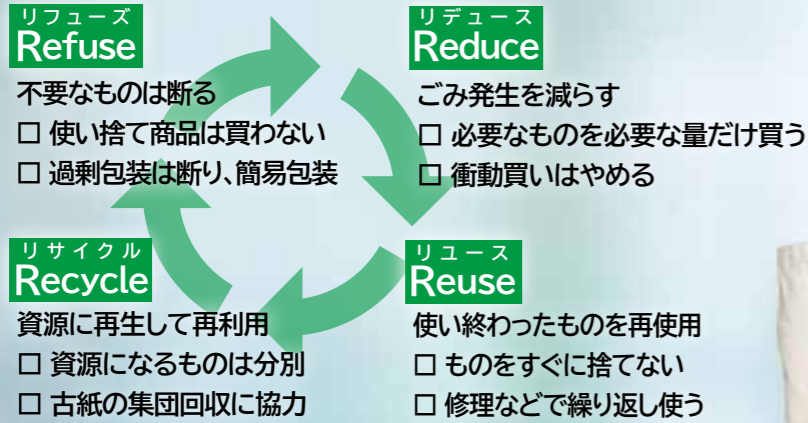 リフューズ
Refuse
不要なものは断る
□ 使い捨て商品は買わない
□ 過剰包装は断り、簡易包装
リデュース
Reduce
ごみ発生を減らす
□ 必要なものを必要な量だけ買う
□ 衝動買いはやめる
リサイクル
Recycle
資源に再生して再利用
□ 資源になるものは分別
□ 古紙の集団回収に協力
リユース
Reuse
使い終わったものを再使用
□ ものをすぐに捨てない
□ 修理などで繰り返し使う